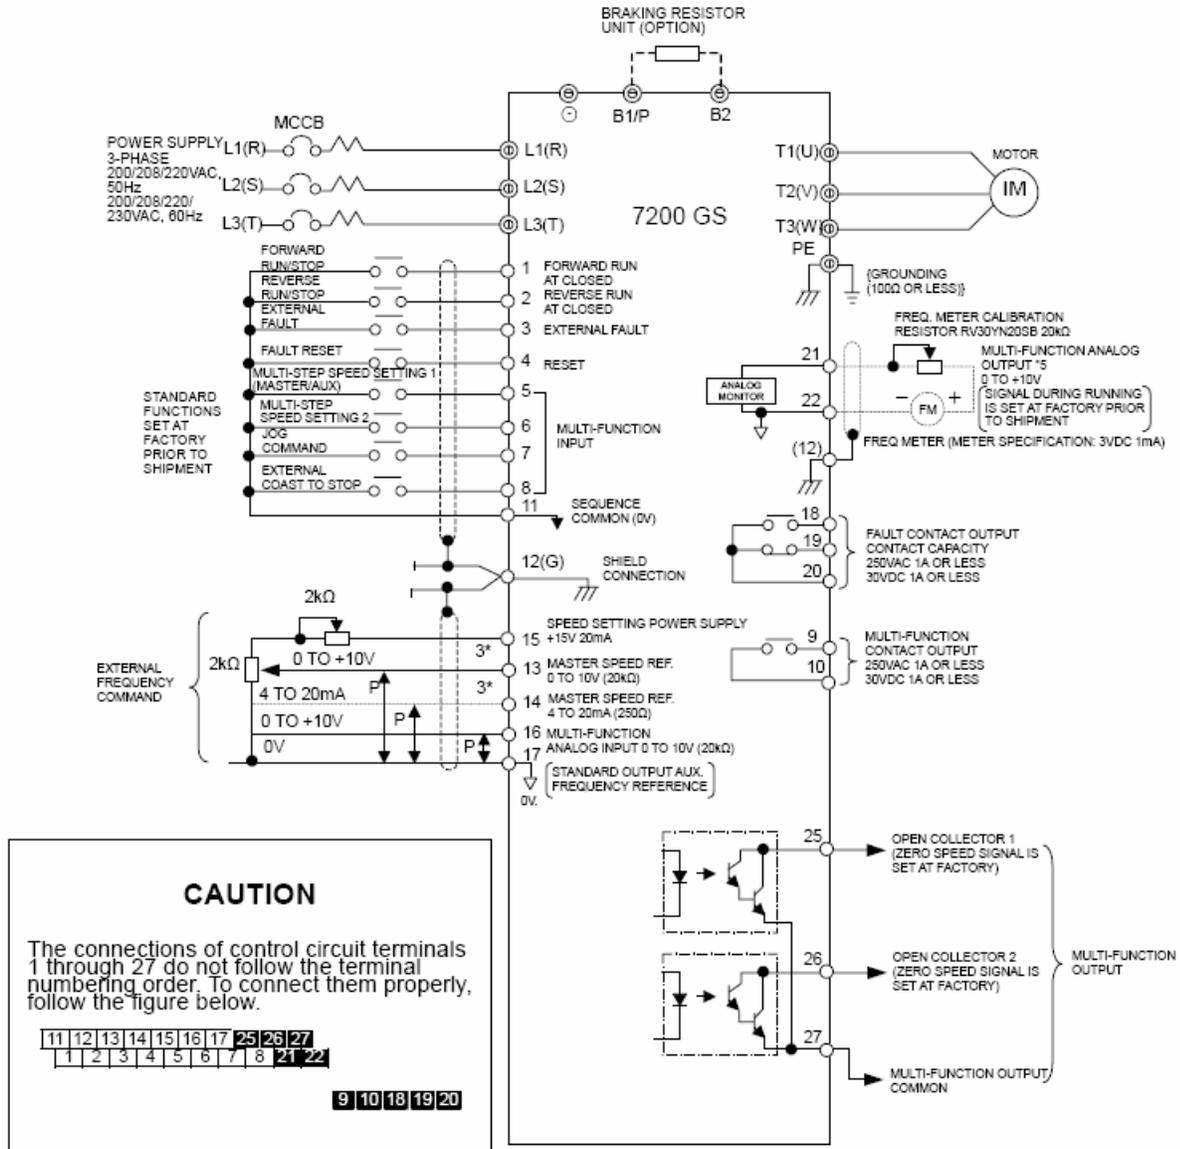 BRAKING RESISTOR
UNIT (OPTION)
B1/P
B2
MCCB
POWER SUPPLY
3-PHASE
200/208/220VAC,
50Hz
200/208/220/
230VAC, 60Hz
L1(R)
L2(S)
L3(T)
L1(R)
L2(S)
L3(T)
7200 GS
T1(U)
T2(V)
T3(W)
PE
MOTOR
IM
{GROUNDING
(100Ω OR LESS)}
STANDARD
FUNCTIONS
SET AT
FACTORY
PRIOR TO
SHIPMENT
FORWARD
RUN/STOP
REVERSE
RUN/STOP
EXTERNAL
FAULT
FAULT RESET
MULTI-STEP SPEED SETTING 1
(MASTER/AUX)
MULTI-STEP
SPEED SETTING 2
JOG
COMMAND
EXTERNAL
COAST TO STOP
1 FORWARD RUN
AT CLOSED
2 REVERSE RUN
AT CLOSED
3 EXTERNAL FAULT
4 RESET
5
6
7
8
MULTI-FUNCTION
INPUT
11
SEQUENCE
COMMON (0V)
12(G)
SHIELD
CONNECTION
FREQ. METER CALIBRATION
RESISTOR RV30YN20SB 20kΩ
21
22
(12)
ANALOG
MONITOR
MULTI-FUNCTION ANALOG
OUTPUT *5
0 TO +10V
SIGNAL DURING RUNNING
IS SET AT FACTORY PRIOR
TO SHIPMENT
− FM +
FREQ METER (METER SPECIFICATION: 3VDC 1mA)
18
19
20
FAULT CONTACT OUTPUT
CONTACT CAPACITY
250VAC 1A OR LESS
30VDC 1A OR LESS
9
10
MULTI-FUNCTION
CONTACT OUTPUT
250VAC 1A OR LESS
30VDC 1A OR LESS
EXTERNAL
FREQUENCY
COMMAND
2kΩ
2kΩ
0 TO +10V
4 TO 20mA
0 TO +10V
0V
P
P
P
3*
3*
15
SPEED SETTING POWER SUPPLY
+15V 20mA
13 MASTER SPEED REF.
0 TO 10V (20kΩ)
14 MASTER SPEED REF.
4 TO 20mA (250Ω)
16 MULTI-FUNCTION
ANALOG INPUT 0 TO 10V (20kΩ)
17
STANDARD OUTPUT AUX.
FREQUENCY REFERENCE
0V.
25
OPEN COLLECTOR 1
(ZERO SPEED SIGNAL IS
SET AT FACTORY)
26
OPEN COLLECTOR 2
(ZERO SPEED SIGNAL IS
SET AT FACTORY)
27
MULTI-FUNCTION
OUTPUT
MULTI-FUNCTION OUTPUT
COMMON
CAUTION
The connections of control circuit terminals
1 through 27 do not follow the terminal
numbering order. To connect them properly,
follow the figure below.
11 12 13 14 15 16 17 25 26 27
1 2 3 4 5 6 7 8 21 22
9 10 18 19 20